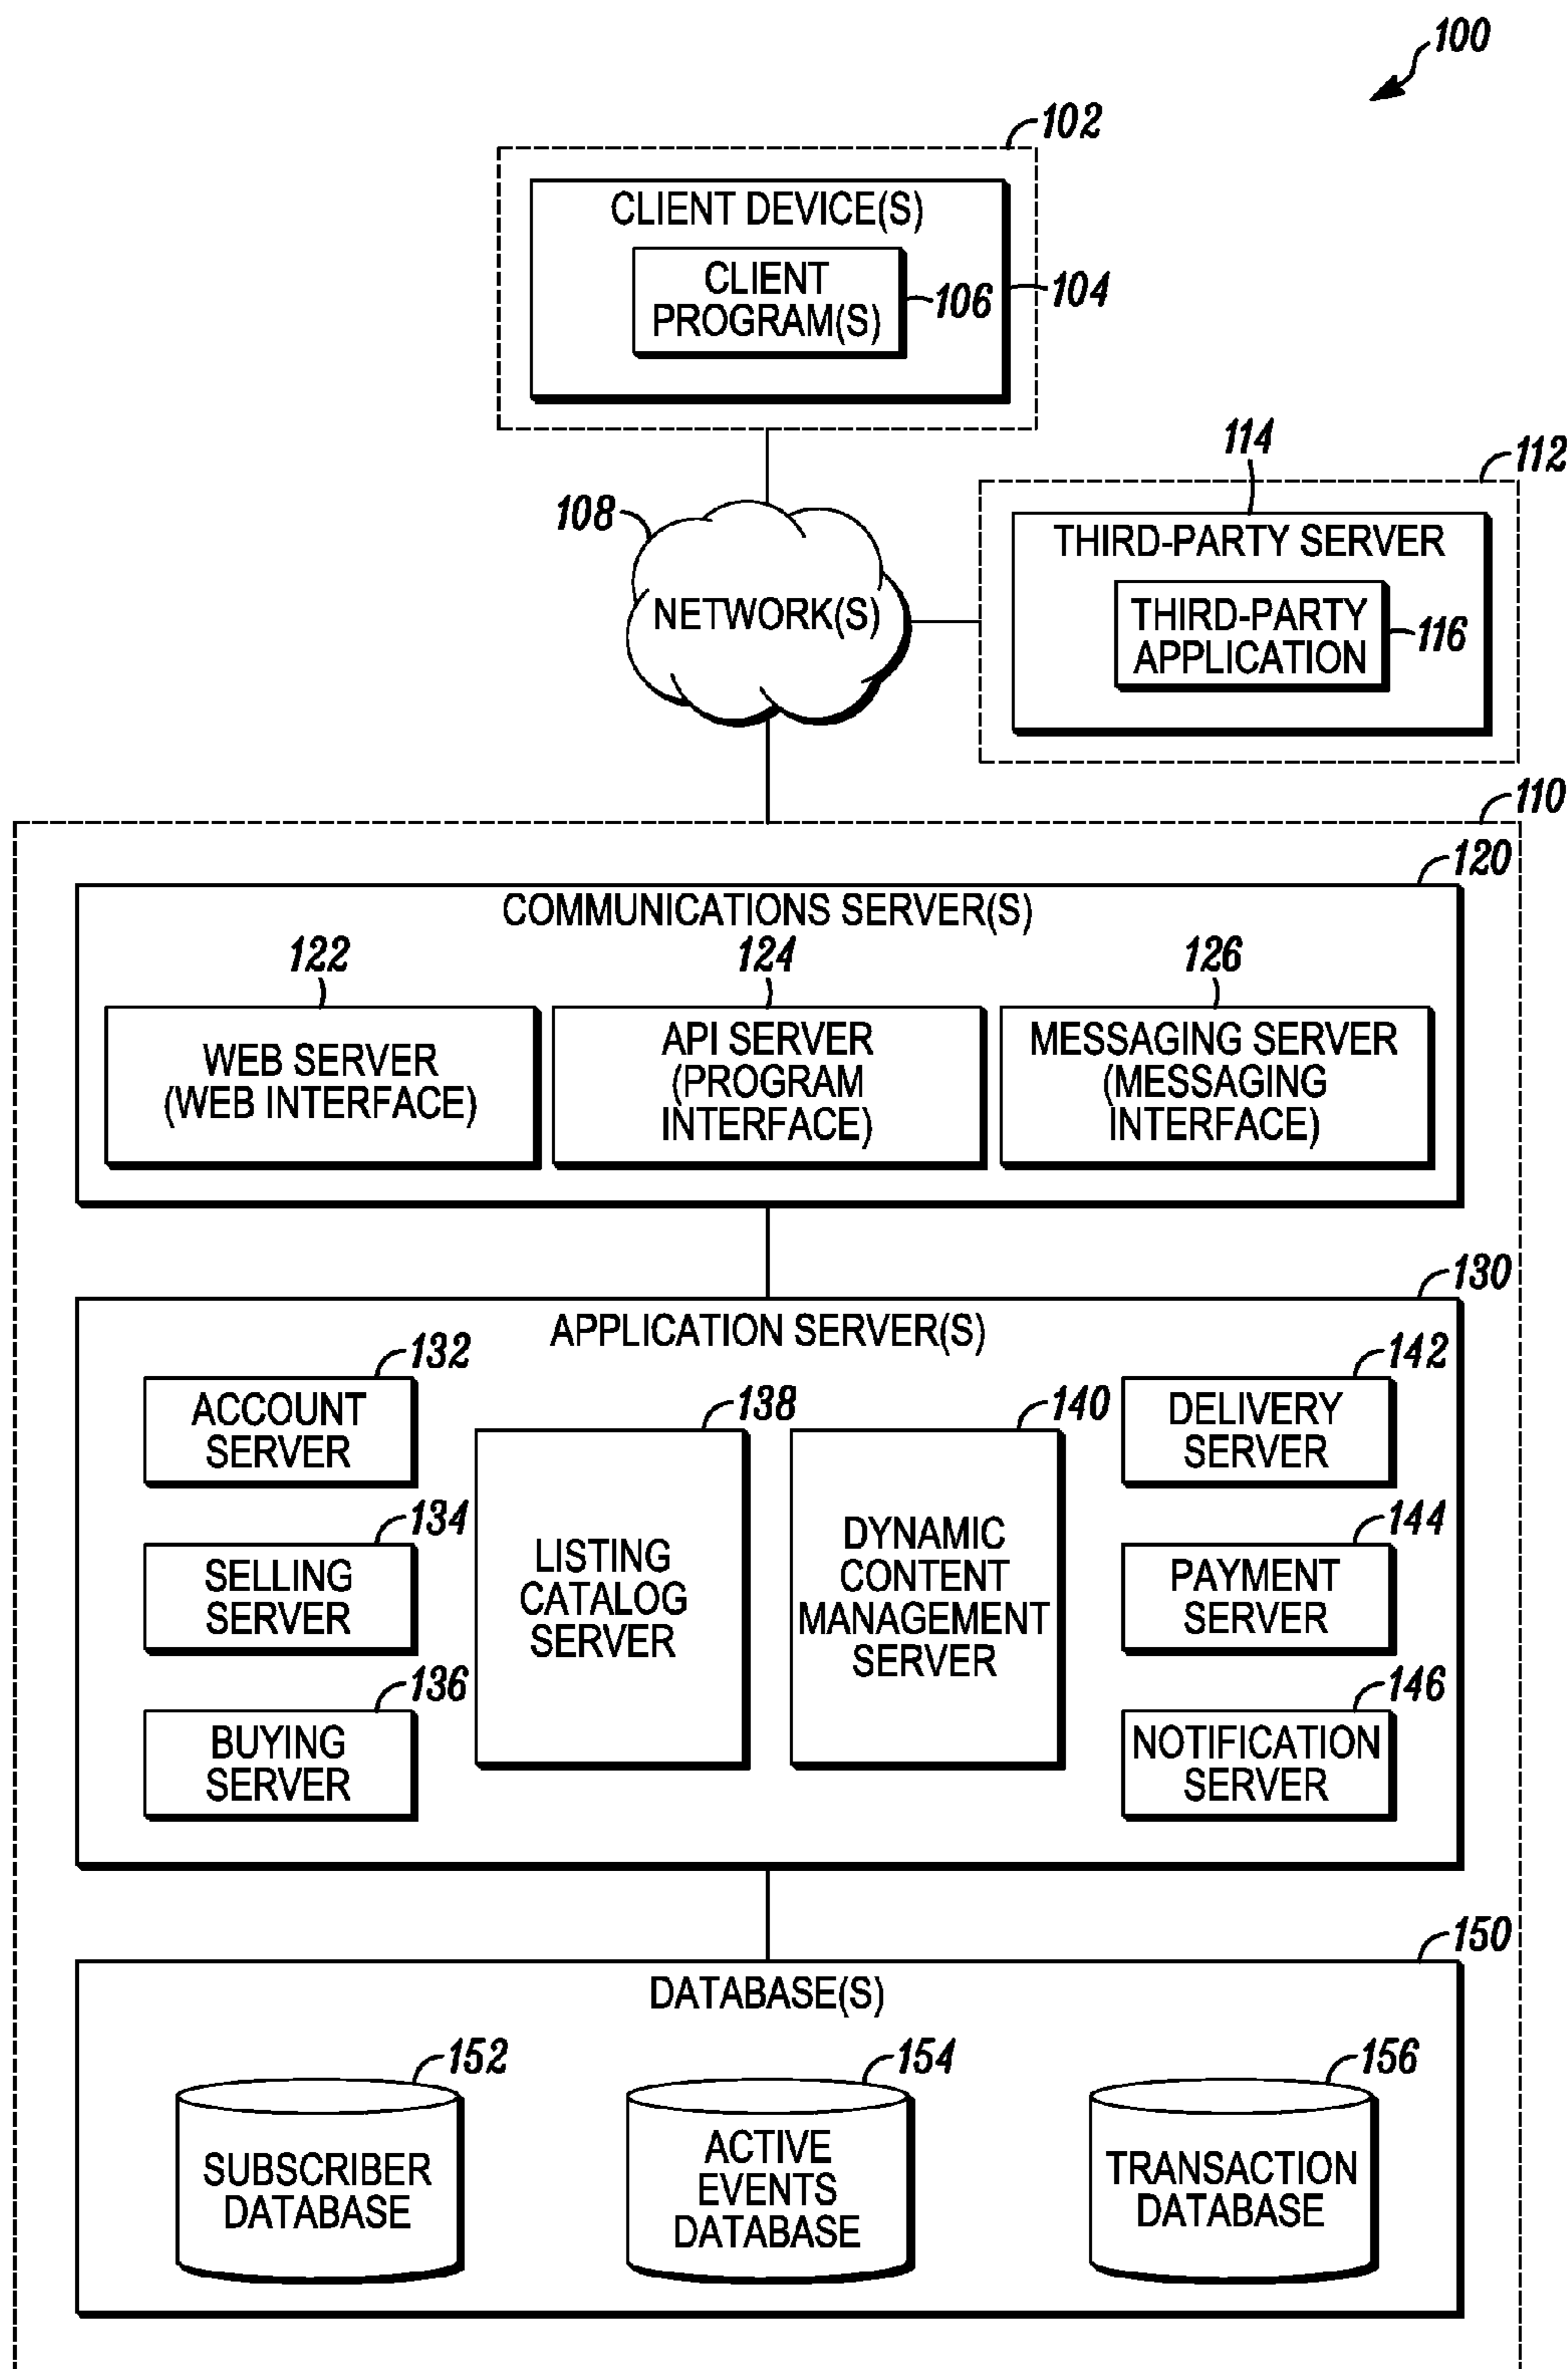 100
102
CLIENT DEVICE(S)
CLIENT
PROGRAM(S)
106
104
108
NETWORK(S)
114
112
THIRD-PARTY SERVER
THIRD-PARTY
APPLICATION
116
110
120
COMMUNICATIONS SERVER(S)
122
124
126
WEB SERVER
(WEB INTERFACE)
API SERVER
(PROGRAM
INTERFACE)
MESSAGING SERVER
(MESSAGING
INTERFACE)
130
APPLICATION SERVER(S)
132
ACCOUNT
SERVER
134
SELLING
SERVER
136
BUYING
SERVER
138
LISTING
CATALOG
SERVER
140
DYNAMIC
CONTENT
MANAGEMENT
SERVER
142
DELIVERY
SERVER
144
PAYMENT
SERVER
146
NOTIFICATION
SERVER
150
DATABASE(S)
152
SUBSCRIBER
DATABASE
154
ACTIVE
EVENTS
DATABASE
156
TRANSACTION
DATABASE